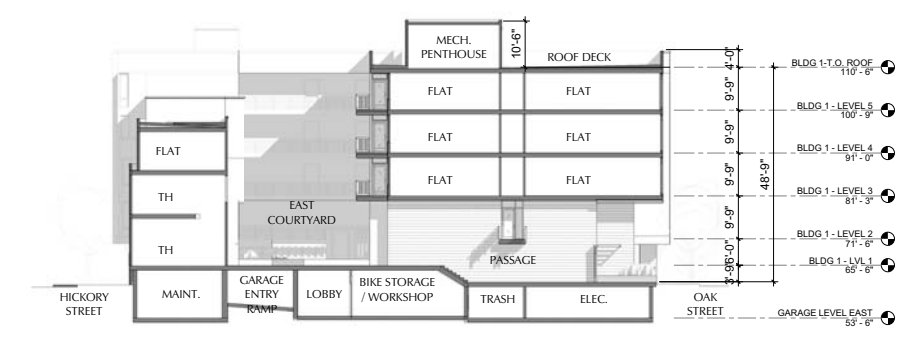 MECH.
PENTHOUSE
10'-6"
ROOF DECK
4'-0"
BLDG 1-T.O. ROOF
110' - 6"
FLAT
FLAT
9'-9"
BLDG 1 - LEVEL 5
100' - 9"
FLAT
FLAT
9'-9"
BLDG 1 - LEVEL 4
91' - 0"
FLAT
FLAT
FLAT
9'-9"
48'-9"
BLDG 1 - LEVEL 3
81' - 3"
TH
EAST
COURTYARD
9'-9"
BLDG 1 - LEVEL 2
71' - 6"
TH
PASSAGE
6'-0"
BLDG 1 - LVL 1
65' - 6"
3'-9"
HICKORY
STREET
MAINT.
GARAGE
ENTRY
RAMP
LOBBY
BIKE STORAGE
/ WORKSHOP
TRASH
ELEC.
OAK
STREET
GARAGE LEVEL EAST
53' - 6"